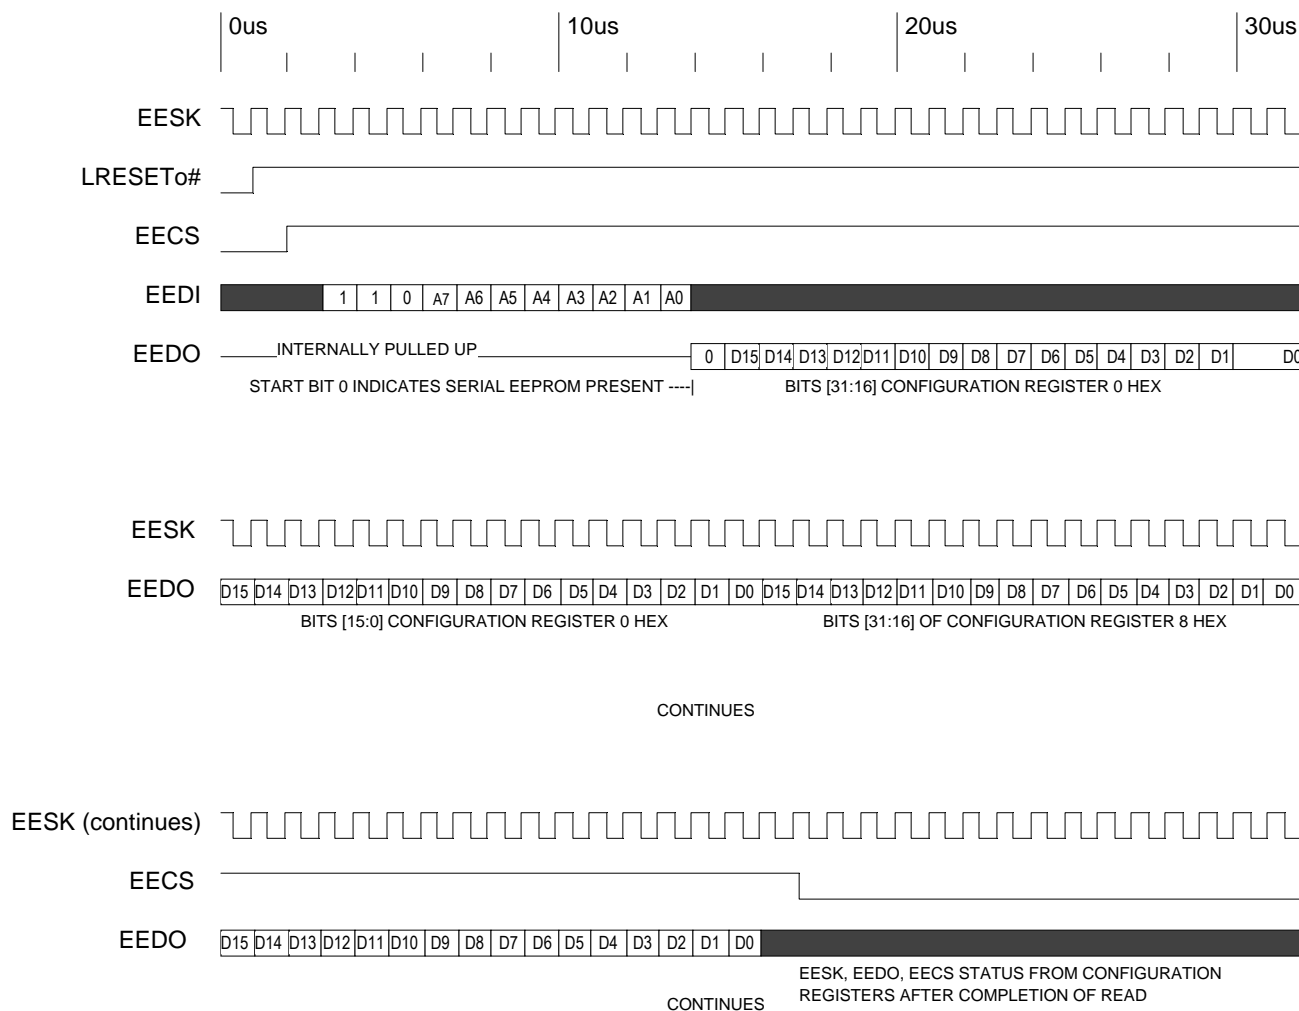 0us 10us 20us 30us
EESK
LRESETo#
EECS
EEDI 1 1 0 A7 A6 A5 A4 A3 A2 A1 A0
EEDO INTERNALLY PULLED UP 0 D15 D14 D13 D12 D11 D10 D9 D8 D7 D6 D5 D4 D3 D2 D1 D0
START BIT 0 INDICATES SERIAL EEPROM PRESENT ----| BITS [31:16] CONFIGURATION REGISTER 0 HEX
EESK
EEDO D15 D14 D13 D12 D11 D10 D9 D8 D7 D6 D5 D4 D3 D2 D1 D0 D15 D14 D13 D12 D11 D10 D9 D8 D7 D6 D5 D4 D3 D2 D1 D0
BITS [15:0] CONFIGURATION REGISTER 0 HEX BITS [31:16] OF CONFIGURATION REGISTER 8 HEX
CONTINUES
EESK (continues)
EECS
EEDO D15 D14 D13 D12 D11 D10 D9 D8 D7 D6 D5 D4 D3 D2 D1 D0
EESK, EEDO, EECS STATUS FROM CONFIGURATION
REGISTERS AFTER COMPLETION OF READ
CONTINUES